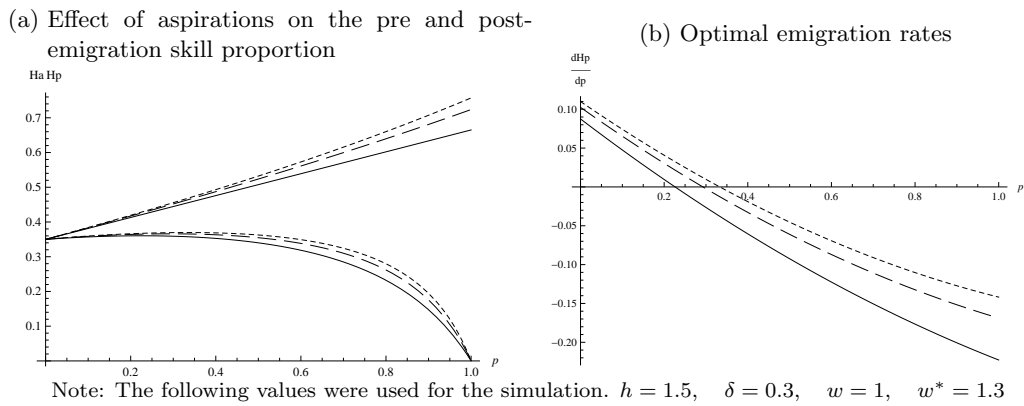 (a) Effect of aspirations on the pre and post-
emigration skill proportion
Ha Hp
0.7
0.6
0.5
0.4
0.3
0.2
0.1
0.2 0.4 0.6 0.8 1.0 p
(b) Optimal emigration rates
dHp
dp
0.10
0.05
0.2 0.4 0.6 0.8 1.0 p
−0.05
−0.10
−0.15
−0.20
Note: The following values were used for the simulation. h = 1.5, δ = 0.3, w = 1, w* = 1.3